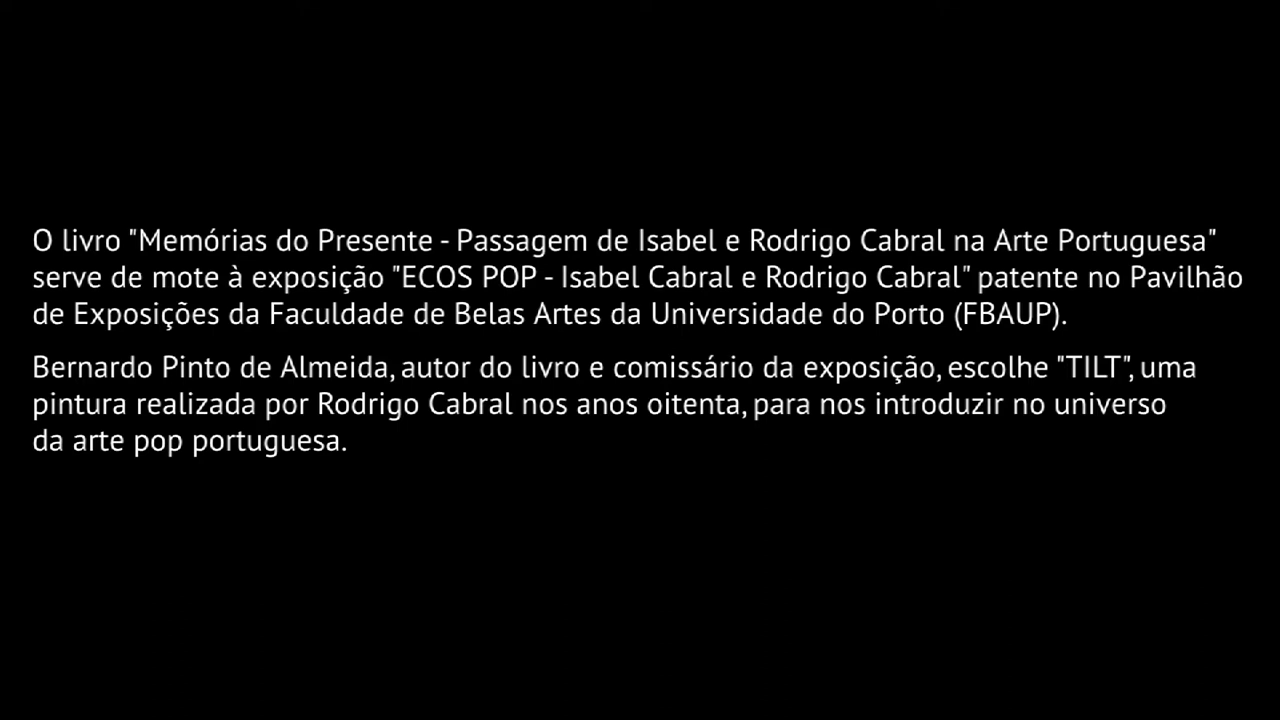 O livro "Memórias do Presente - Passagem de Isabel e Rodrigo Cabral na Arte Portuguesa"
serve de mote à exposição "ECOS POP - Isabel Cabral e Rodrigo Cabral" patente no Pavilhão
de Exposições da Faculdade de Belas Artes da Universidade do Porto (FBAUP).
Bernardo Pinto de Almeida, autor do livro e comissário da exposição, escolhe "TILT", uma
pintura realizada por Rodrigo Cabral nos anos oitenta, para nos introduzir no universo
da arte pop portuguesa.